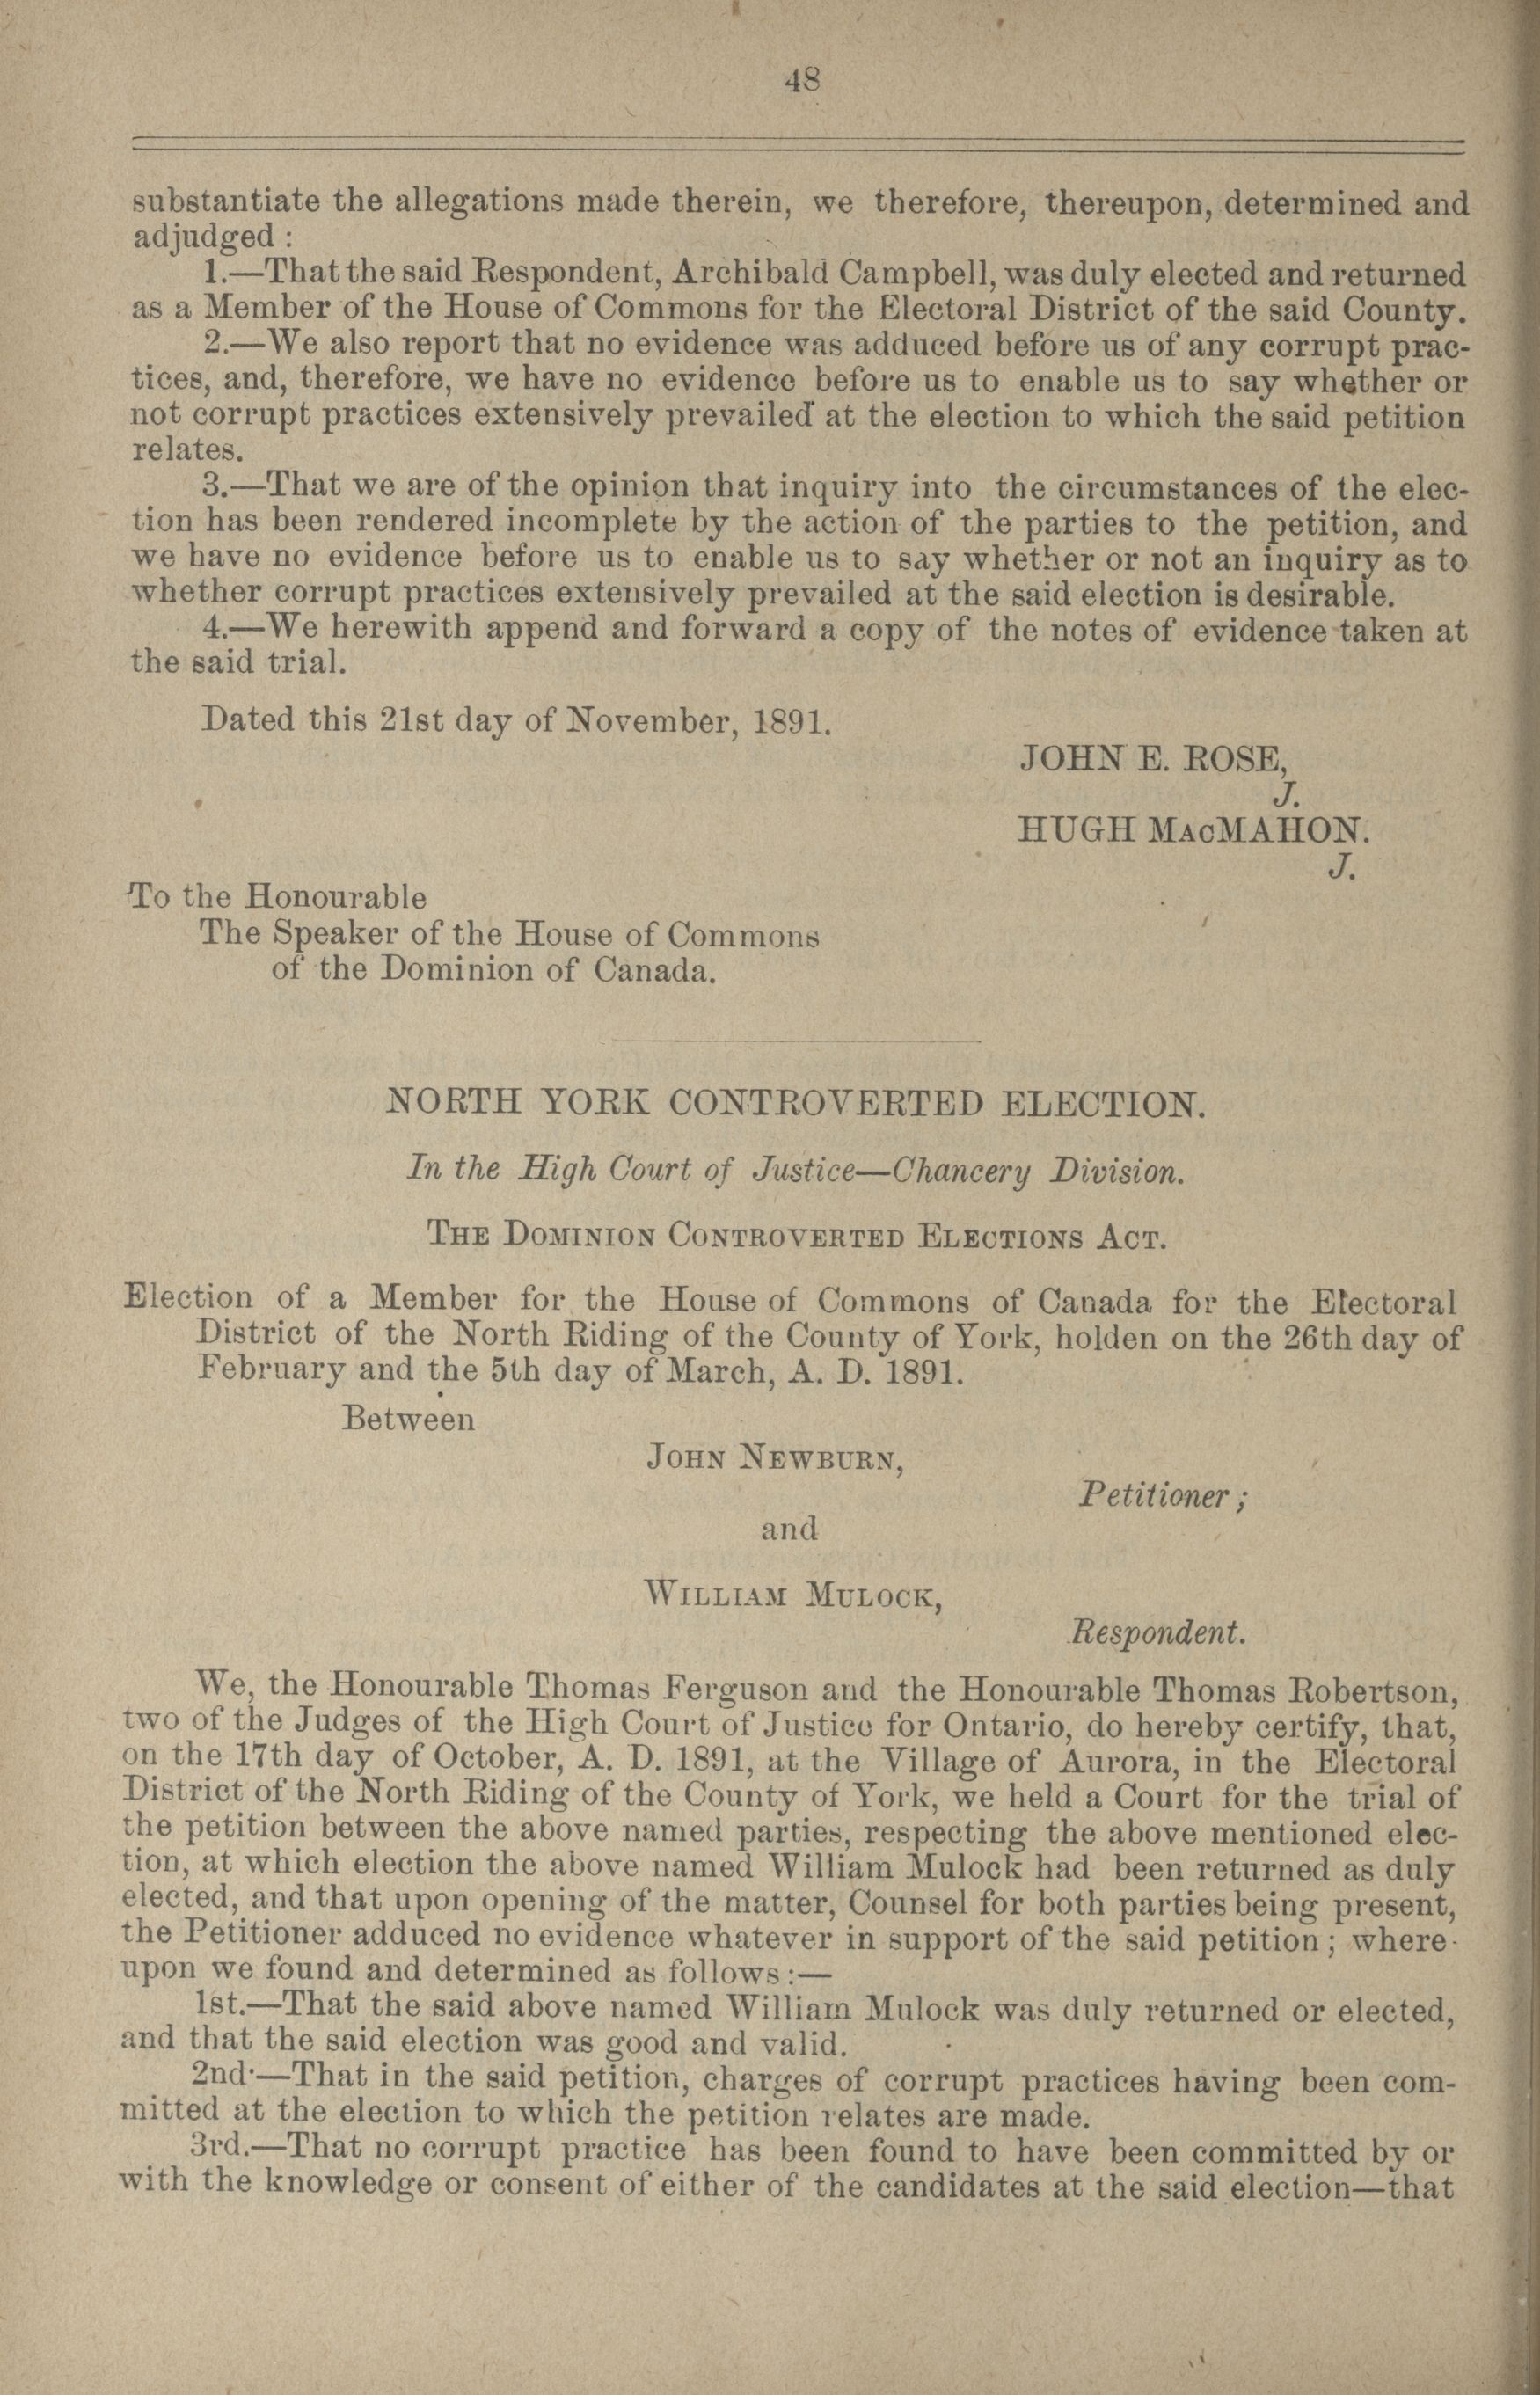 48
substantiate the allegations made therein, we therefore, thereupon, determined and
adjudged :
1.—That the said Respondent, Archibald Campbell, was duly elected and returned
as a Member of the House of Commons for the Electoral District of the said County.
2.—We also report that no evidence was adduced before us of any corrupt prac-
tices, and, therefore, we have no evidence before us to enable us to say whether or
not corrupt practices extensively prevailed at the election to which the said petition
relates.
3.—That we are of the opinion that inquiry into the circumstances of the elec-
tion has been rendered incomplete by the action of the parties to the petition, and
we have no evidence before us to enable us to say whether or not an inquiry as to
whether corrupt practices extensively prevailed at the said election is desirable.
4.—We herewith append and forward a copy of the notes of evidence taken at
the said trial.
Dated this 21st day of November, 1891.
JOHN E. ROSE,
J.
HUGH MACMAHON.
J.
To the Honourable
The Speaker of the House of Commons
of the Dominion of Canada.
NORTH YORK CONTROVERTED ELECTION.
In the High Court of Justice—Chancery Division.
THE DOMINION CONTROVERTED ELECTIONS ACT.
Election of a Member for the House of Commons of Canada for the Electoral
District of the North Riding of the County of York, holden on the 26th day of
February and the 5th day of March, A. D. 1891.
Between
JOHN NEWBURN,
Petitioner ;
and
WILLIAM MULOCK,
Respondent.
We, the Honourable Thomas Ferguson and the Honourable Thomas Robertson,
two of the Judges of the High Court of Justice for Ontario, do hereby certify, that,
on the 17th day of October, A. D. 1891, at the Village of Aurora, in the Electoral
District of the North Riding of the County of York, we held a Court for the trial of
the petition between the above named parties, respecting the above mentioned elec-
tion, at which election the above named William Mulock had been returned as duly
elected, and that upon opening of the matter, Counsel for both parties being present,
the Petitioner adduced no evidence whatever in support of the said petition ; where-
upon we found and determined as follows :—
1st.—That the said above named William Mulock was duly returned or elected,
and that the said election was good and valid.
2nd.—That in the said petition, charges of corrupt practices having been com-
mitted at the election to which the petition relates are made.
3rd.—That no corrupt practice has been found to have been committed by or
with the knowledge or consent of either of the candidates at the said election—that